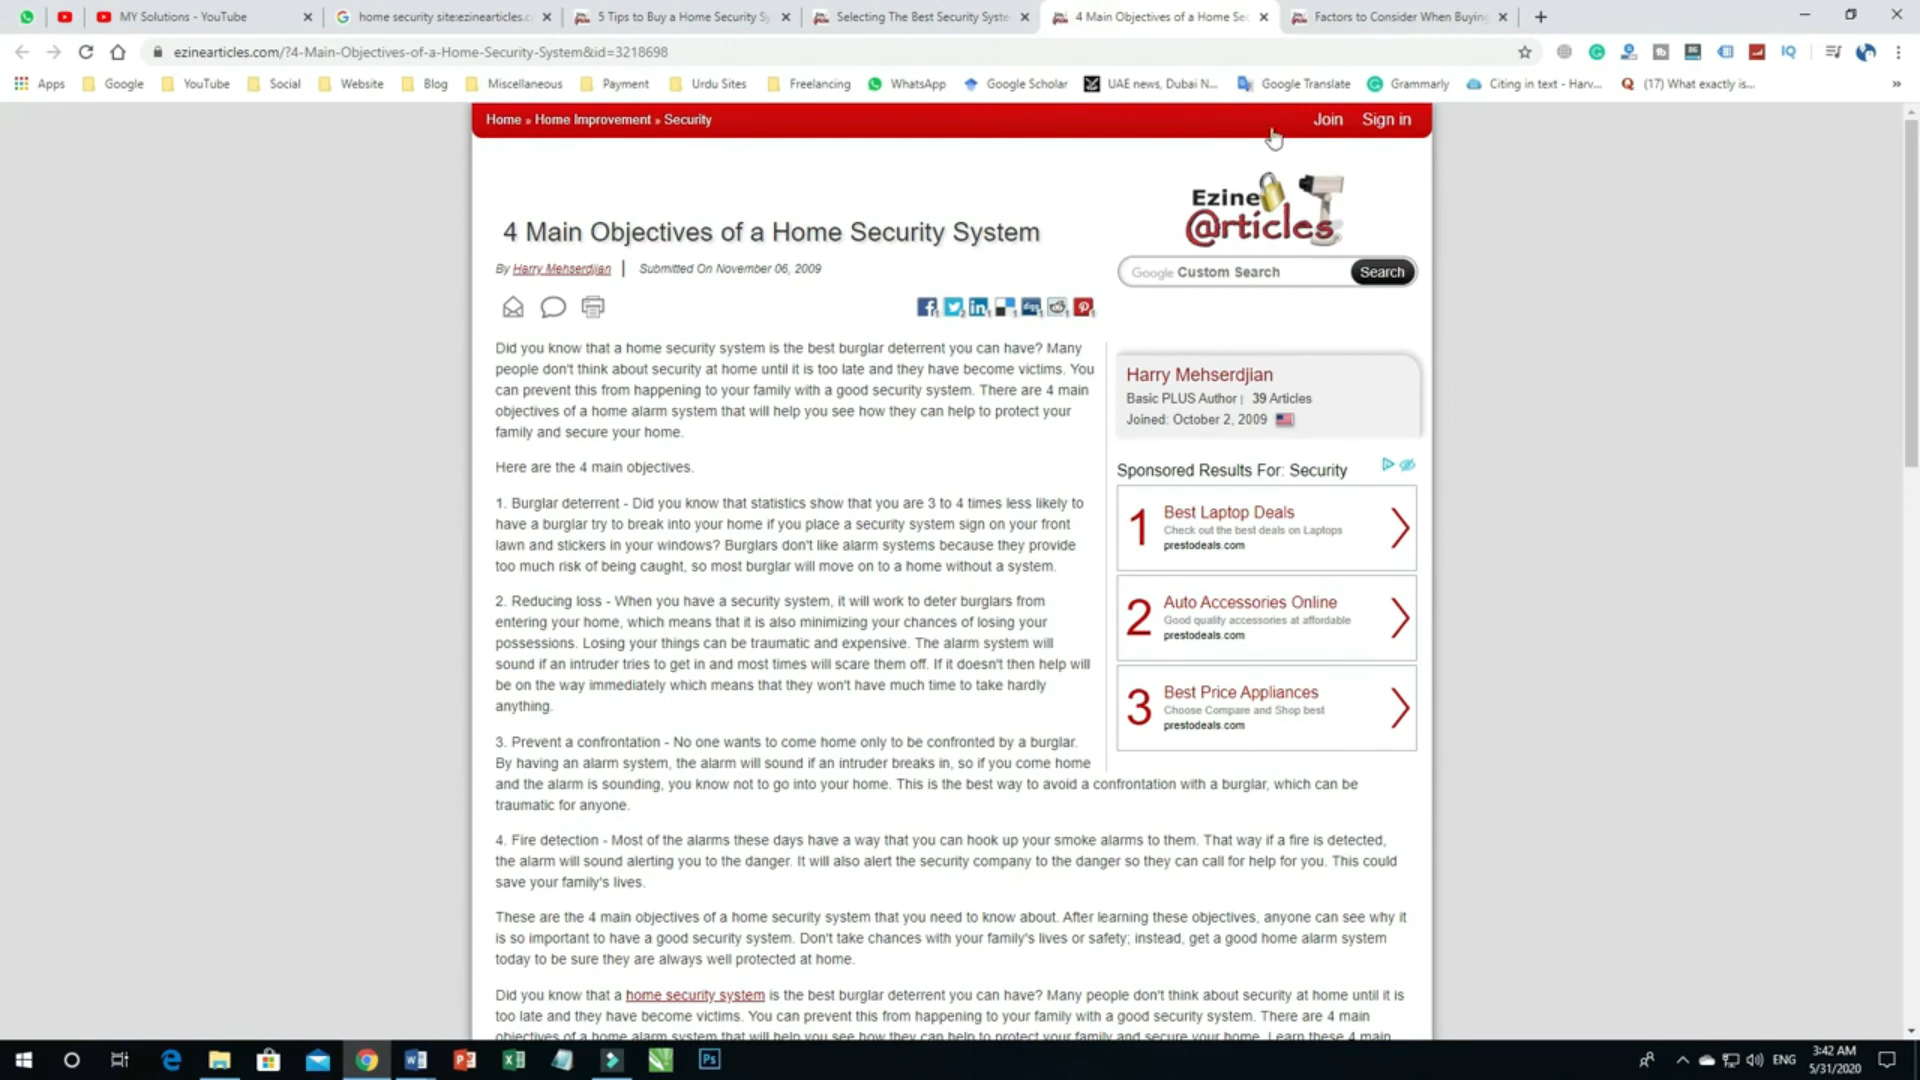 MY Solutions - YouTube
home security site:ezinearticles.c
5 Tips to Buy a Home Security Sy
Selecting The Best Security Syste
4 Main Objectives of a Home Sec
Factors to Consider When Buying
ezinearticles.com/?4-Main-Objectives-of-a-Home-Security-System&id=3218698
IQ
Apps Google YouTube Social Website Blog Miscellaneous Payment Urdu Sites Freelancing WhatsApp Google Scholar UAE news, Dubai N... Google Translate Grammarly Citing in text - Harv... (17) What exactly is... »
Home » Home Improvement » Security
Join Sign in
Ezine
@rticles
4 Main Objectives of a Home Security System
By Harry Mehserdjian | Submitted On November 06, 2009
Google Custom Search Search
Did you know that a home security system is the best burglar deterrent you can have? Many
people don't think about security at home until it is too late and they have become victims. You
can prevent this from happening to your family with a good security system. There are 4 main
objectives of a home alarm system that will help you see how they can help to protect your
family and secure your home.
Here are the 4 main objectives.
1. Burglar deterrent - Did you know that statistics show that you are 3 to 4 times less likely to
have a burglar try to break into your home if you place a security system sign on your front
lawn and stickers in your windows? Burglars don't like alarm systems because they provide
too much risk of being caught, so most burglar will move on to a home without a system.
2. Reducing loss - When you have a security system, it will work to deter burglars from
entering your home, which means that it is also minimizing your chances of losing your
possessions. Losing your things can be traumatic and expensive. The alarm system will
sound if an intruder tries to get in and most times will scare them off. If it doesn't then help will
be on the way immediately which means that they won't have much time to take hardly
anything.
3. Prevent a confrontation - No one wants to come home only to be confronted by a burglar.
By having an alarm system, the alarm will sound if an intruder breaks in, so if you come home
and the alarm is sounding, you know not to go into your home. This is the best way to avoid a confrontation with a burglar, which can be
traumatic for anyone.
4. Fire detection - Most of the alarms these days have a way that you can hook up your smoke alarms to them. That way if a fire is detected,
the alarm will sound alerting you to the danger. It will also alert the security company to the danger so they can call for help for you. This could
save your family's lives.
These are the 4 main objectives of a home security system that you need to know about. After learning these objectives, anyone can see why it
is so important to have a good security system. Don't take chances with your family's lives or safety; instead, get a good home alarm system
today to be sure they are always well protected at home.
Did you know that a home security system is the best burglar deterrent you can have? Many people don't think about security at home until it is
too late and they have become victims. You can prevent this from happening to your family with a good security system. There are 4 main
objectives of a home alarm system that will help you see how they can help to protect your family and secure your home. Learn these 4 main
Harry Mehserdjian
Basic PLUS Author | 39 Articles
Joined: October 2, 2009
Sponsored Results For: Security
1 Best Laptop Deals
Check out the best deals on Laptops
prestodeals.com
2 Auto Accessories Online
Good quality accessories at affordable
prestodeals.com
3 Best Price Appliances
Choose Compare and Shop best
prestodeals.com
ENG
3:42 AM
5/31/2020